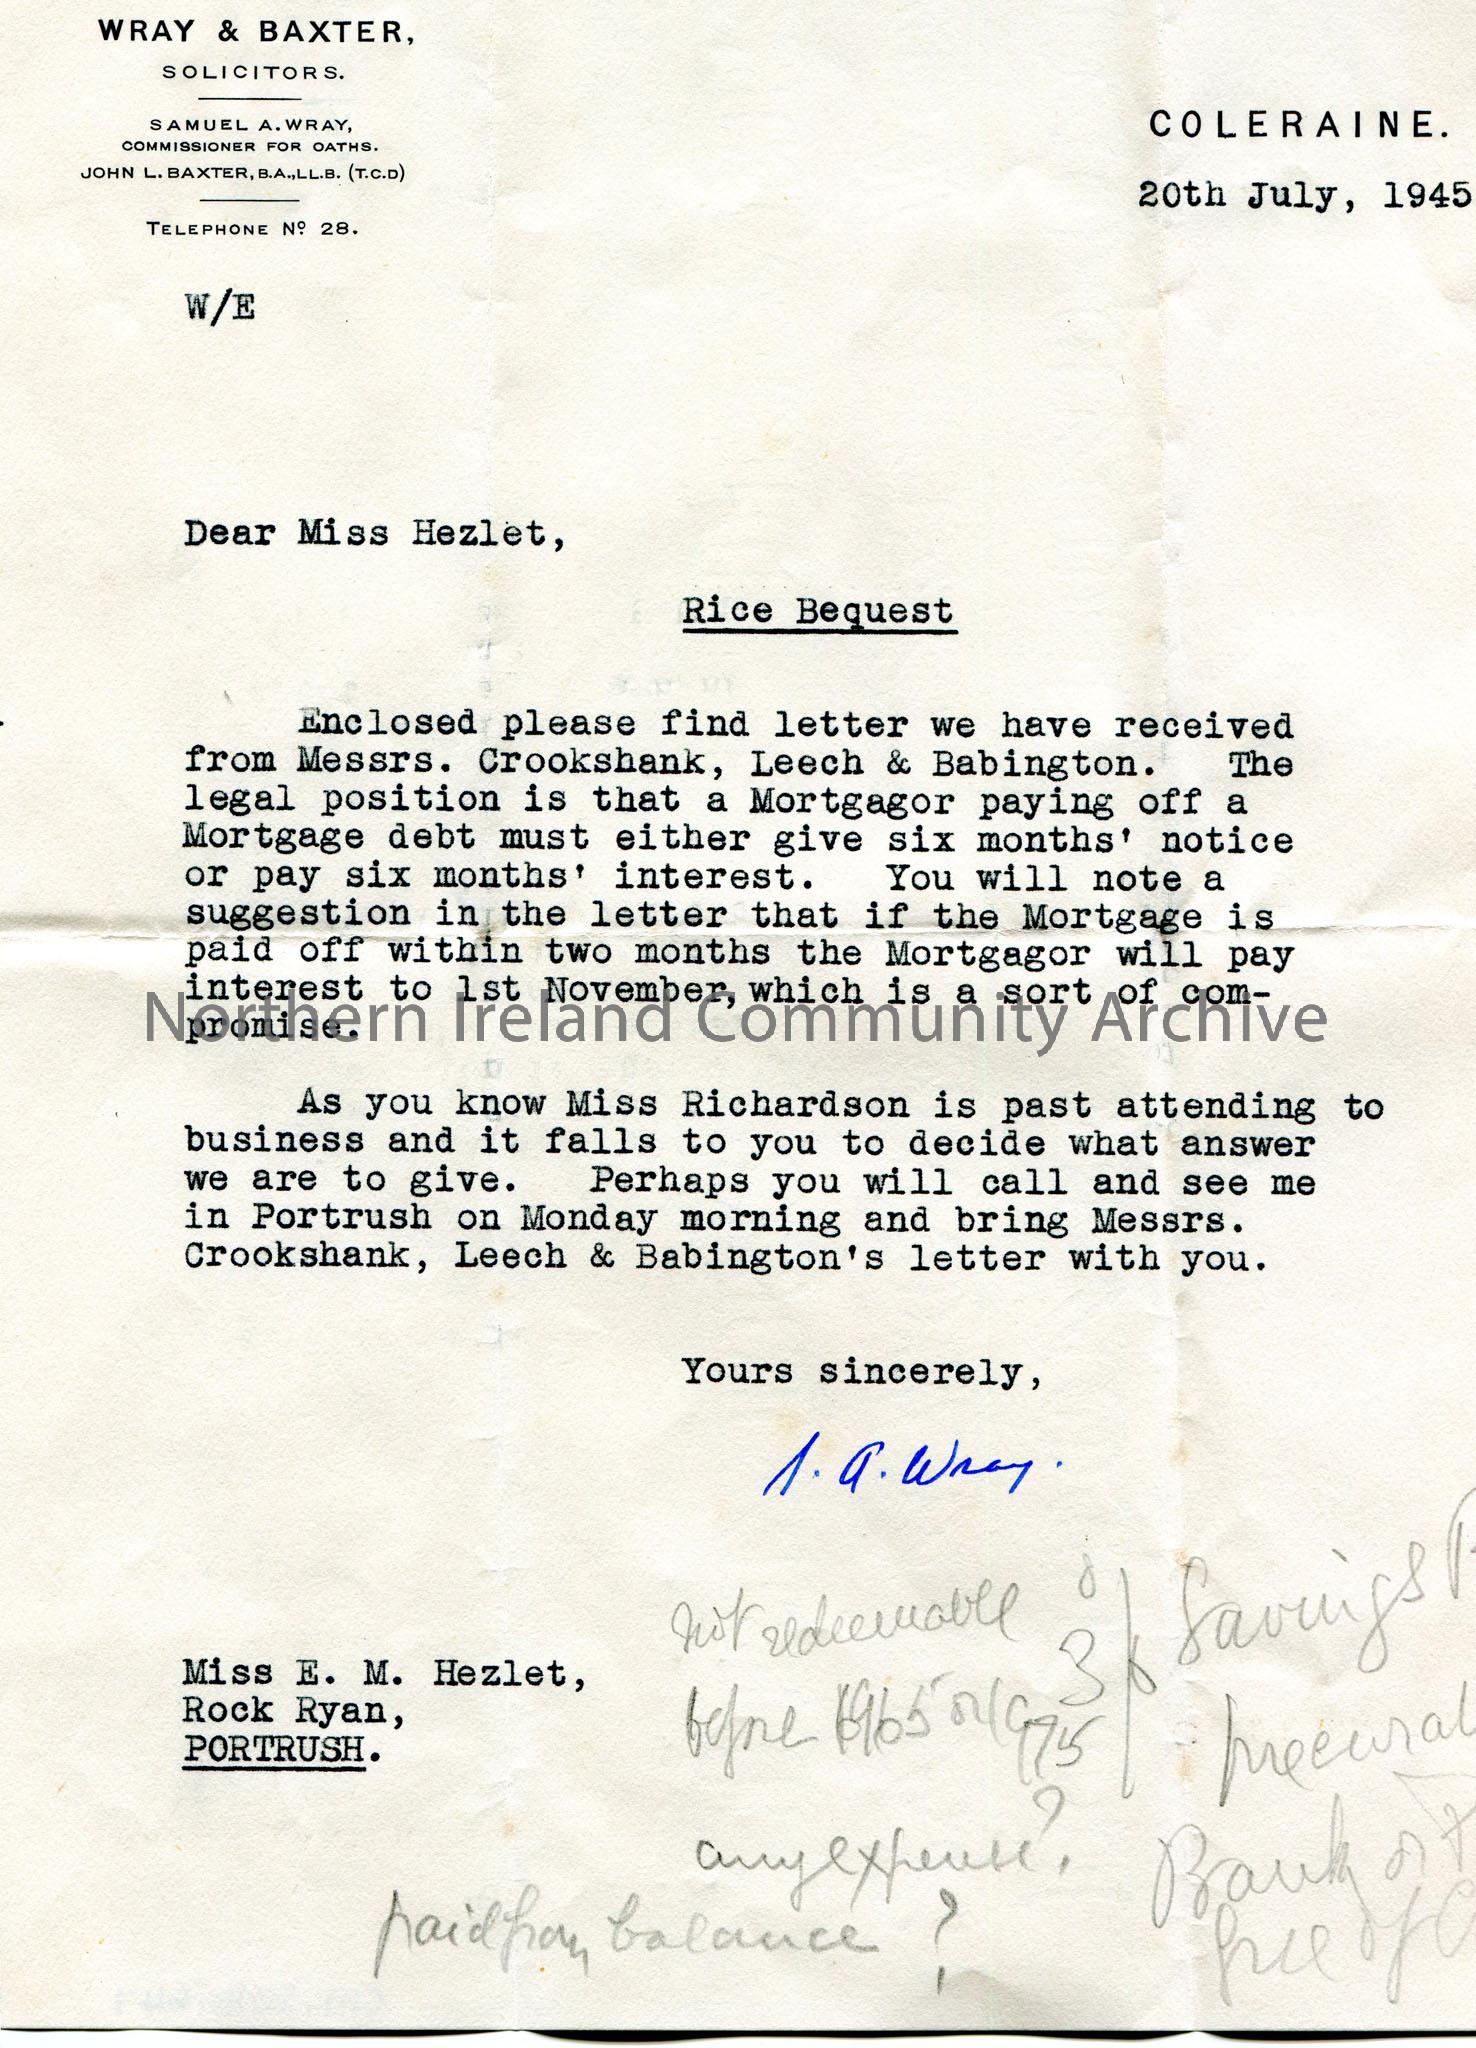 WRAY & BAXTER,
SOLICITORS.
SAMUEL A. WRAY,
COMMISSIONER FOR OATHS.
JOHN L. BAXTER, B.A., LL.B. (T.C.D)
TELEPHONE Nº 28.
COLERAINE.
20th July, 1945
W/E
Dear Miss Hezlet,
Rice Bequest
Enclosed please find letter we have received
from Messrs. Crookshank, Leech & Babington. The
legal position is that a Mortgagor paying off a
Mortgage debt must either give six months' notice
or pay six months' interest. You will note a
suggestion in the letter that if the Mortgage is
paid off within two months the Mortgagor will pay
interest to 1st November, which is a sort of com-
promise.
Northern Ireland Community Archive
As you know Miss Richardson is past attending to
business and it falls to you to decide what answer
we are to give. Perhaps you will call and see me
in Portrush on Monday morning and bring Messrs.
Crookshank, Leech & Babington's letter with you.
Yours sincerely,
S. A. Wray.
Miss E. M. Hezlet,
Rock Ryan,
PORTRUSH.
Not redeemable
before 1965 or 1975
3
any expense?
paid from balance ?
Savings
Bank or
free of